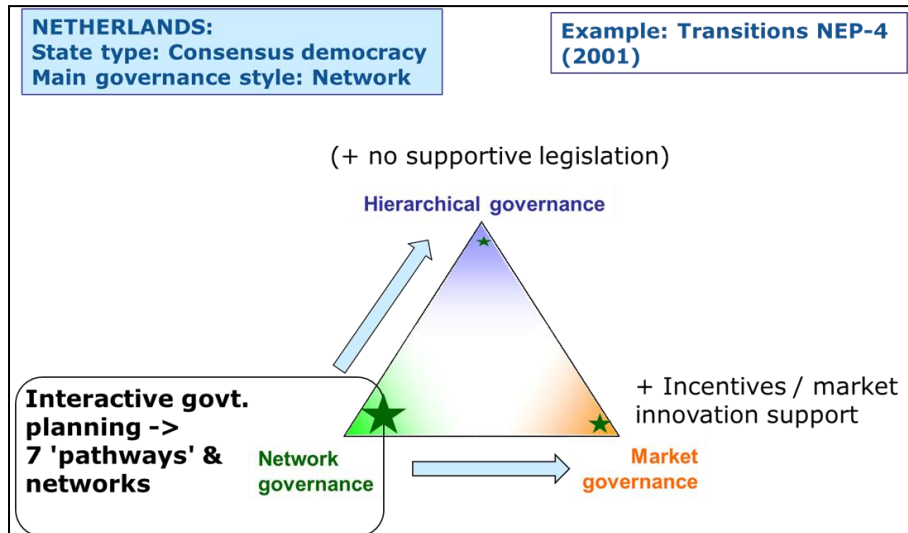 NETHERLANDS:
State type: Consensus democracy
Main governance style: Network
Example: Transitions NEP-4
(2001)
(+ no supportive legislation)
Hierarchical governance
Interactive govt.
planning ->
7 'pathways' &
networks
+ Incentives / market
innovation support
Network
governance
Market
governance